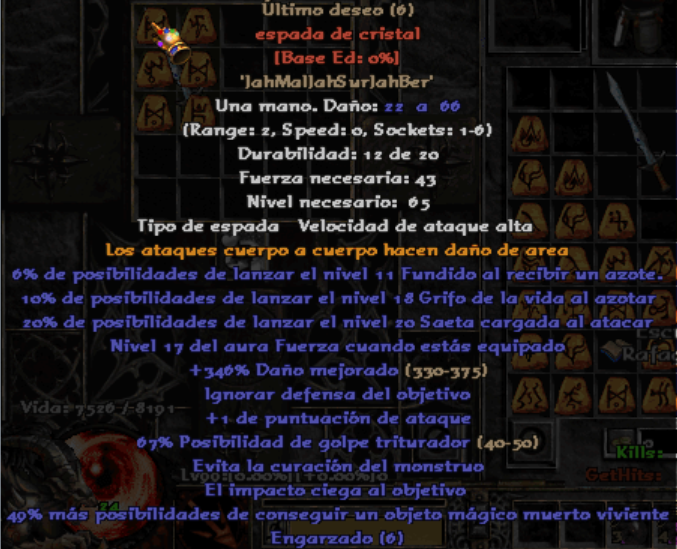 Último deseo (6)
espada de cristal
[Base Ed: 0%]
'JahMalJahSurJahBer'
Una mano. Daño: 22 a 66
(Range: 2, Speed: 0, Sockets: 1-6)
Durabilidad: 12 de 20
Fuerza necesaria: 43
Nivel necesario: 65
Tipo de espada Velocidad de ataque alta
Los ataques cuerpo a cuerpo hacen daño de area
6% de posibilidades de lanzar el nivel 11 Fundido al recibir un azote.
10% de posibilidades de lanzar el nivel 18 Grifo de la vida al azotar
20% de posibilidades de lanzar el nivel 20 Saeta cargada al atacar
Nivel 17 del aura Fuerza cuando estás equipado
+346% Daño mejorado (330-375)
Ignorar defensa del objetivo
+1 de puntuación de ataque
67% Posibilidad de golpe triturador (40-50)
Evita la curación del monstruo
El impacto ciega al objetivo
49% más posibilidades de conseguir un objeto mágico muerto viviente
Engarzado (6)
Rafa
Vida: 7526 / 8191
Kills:
GetHits: